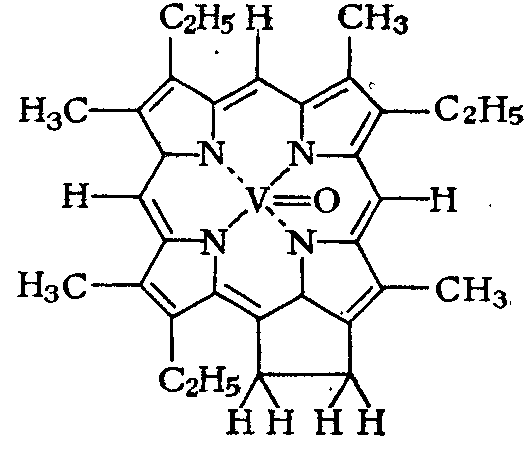 C2H5 H CH3
H3C C2H5
N N
H V=O H
N N
H3C CH3
C2H5
H H H H